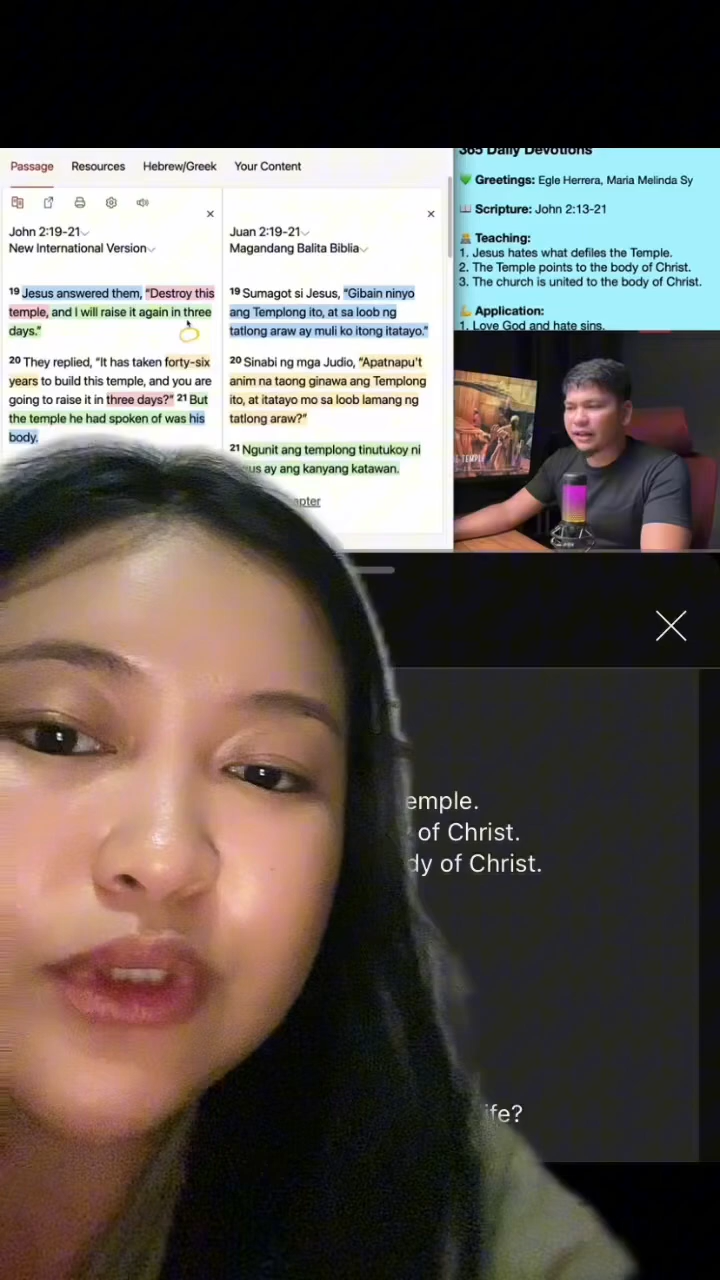 365 Daily Devotions
Passage Resources Hebrew/Greek Your Content
John 2:19-21
New International Version
19 Jesus answered them, “Destroy this
temple, and I will raise it again in three
days.”
20 They replied, “It has taken forty-six
years to build this temple, and you are
going to raise it in three days?” 21 But
the temple he had spoken of was his
body.
Juan 2:19-21
Magandang Balita Biblia
19 Sumagot si Jesus, “Gibain ninyo
ang Templong ito, at sa loob ng
tatlong araw ay muli ko itong itatayo.”
20 Sinabi ng mga Judio, “Apatnapu't
anim na taong ginawa ang Templong
ito, at itatayo mo sa loob lamang ng
tatlong araw?”
21 Ngunit ang templong tinutukoy ni
ay ang kanyang katawan.
💚 Greetings: Egle Herrera, Maria Melinda Sy
📖 Scripture: John 2:13-21
Teaching:
1. Jesus hates what defiles the Temple.
2. The Temple points to the body of Christ.
3. The church is united to the body of Christ.
💪 Application:
1. Love God and hate sins.
emple.
of Christ.
dy of Christ.
ife?